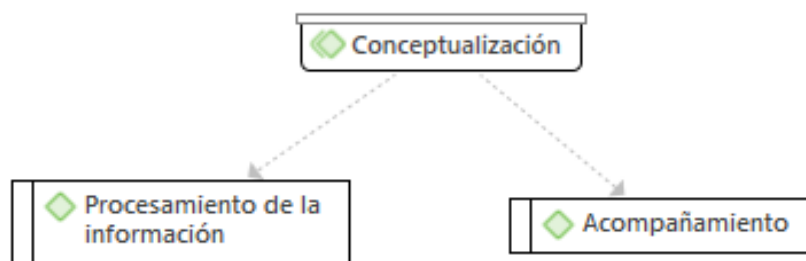 Conceptualización
Procesamiento de la
información
Acompañamiento